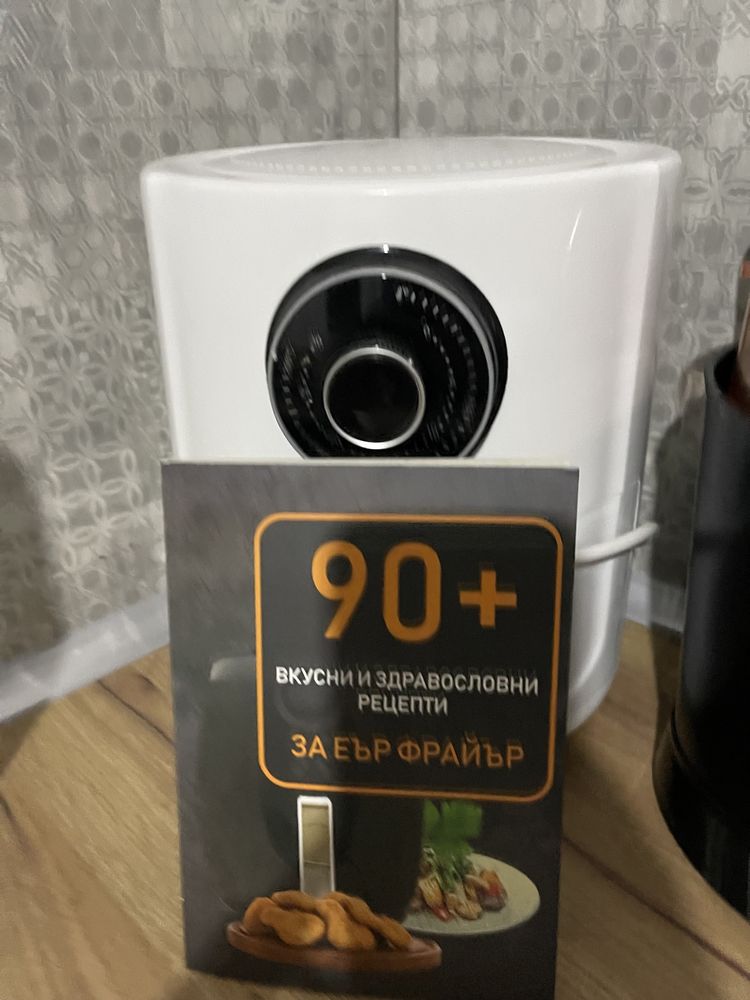 90+
ВКУСНИ И ЗДРАВОСЛОВНИ
РЕЦЕПТИ
ЗА ЕЪР ФРАЙЪР